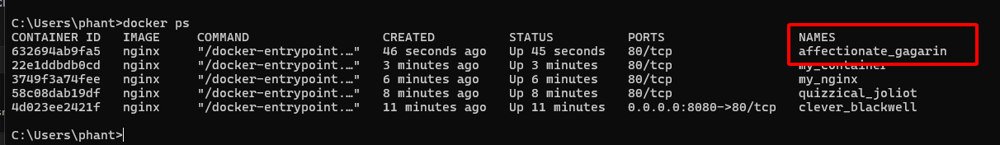 C:\Users\phant>docker ps
CONTAINER ID   IMAGE     COMMAND                  CREATED          STATUS          PORTS                  NAMES
632694ab9fa5   nginx     "/docker-entrypoint.…"   46 seconds ago   Up 45 seconds   80/tcp                 affectionate_gagarin
22e1ddbdb0cd   nginx     "/docker-entrypoint.…"   3 minutes ago    Up 3 minutes    80/tcp                 my_container
3749f3a74fee   nginx     "/docker-entrypoint.…"   6 minutes ago    Up 6 minutes    80/tcp                 my_nginx
58c08dab19df   nginx     "/docker-entrypoint.…"   8 minutes ago    Up 8 minutes    80/tcp                 quizzical_joliot
4d023ee2421f   nginx     "/docker-entrypoint.…"   11 minutes ago   Up 11 minutes   0.0.0.0:8080->80/tcp   clever_blackwell
C:\Users\phant>